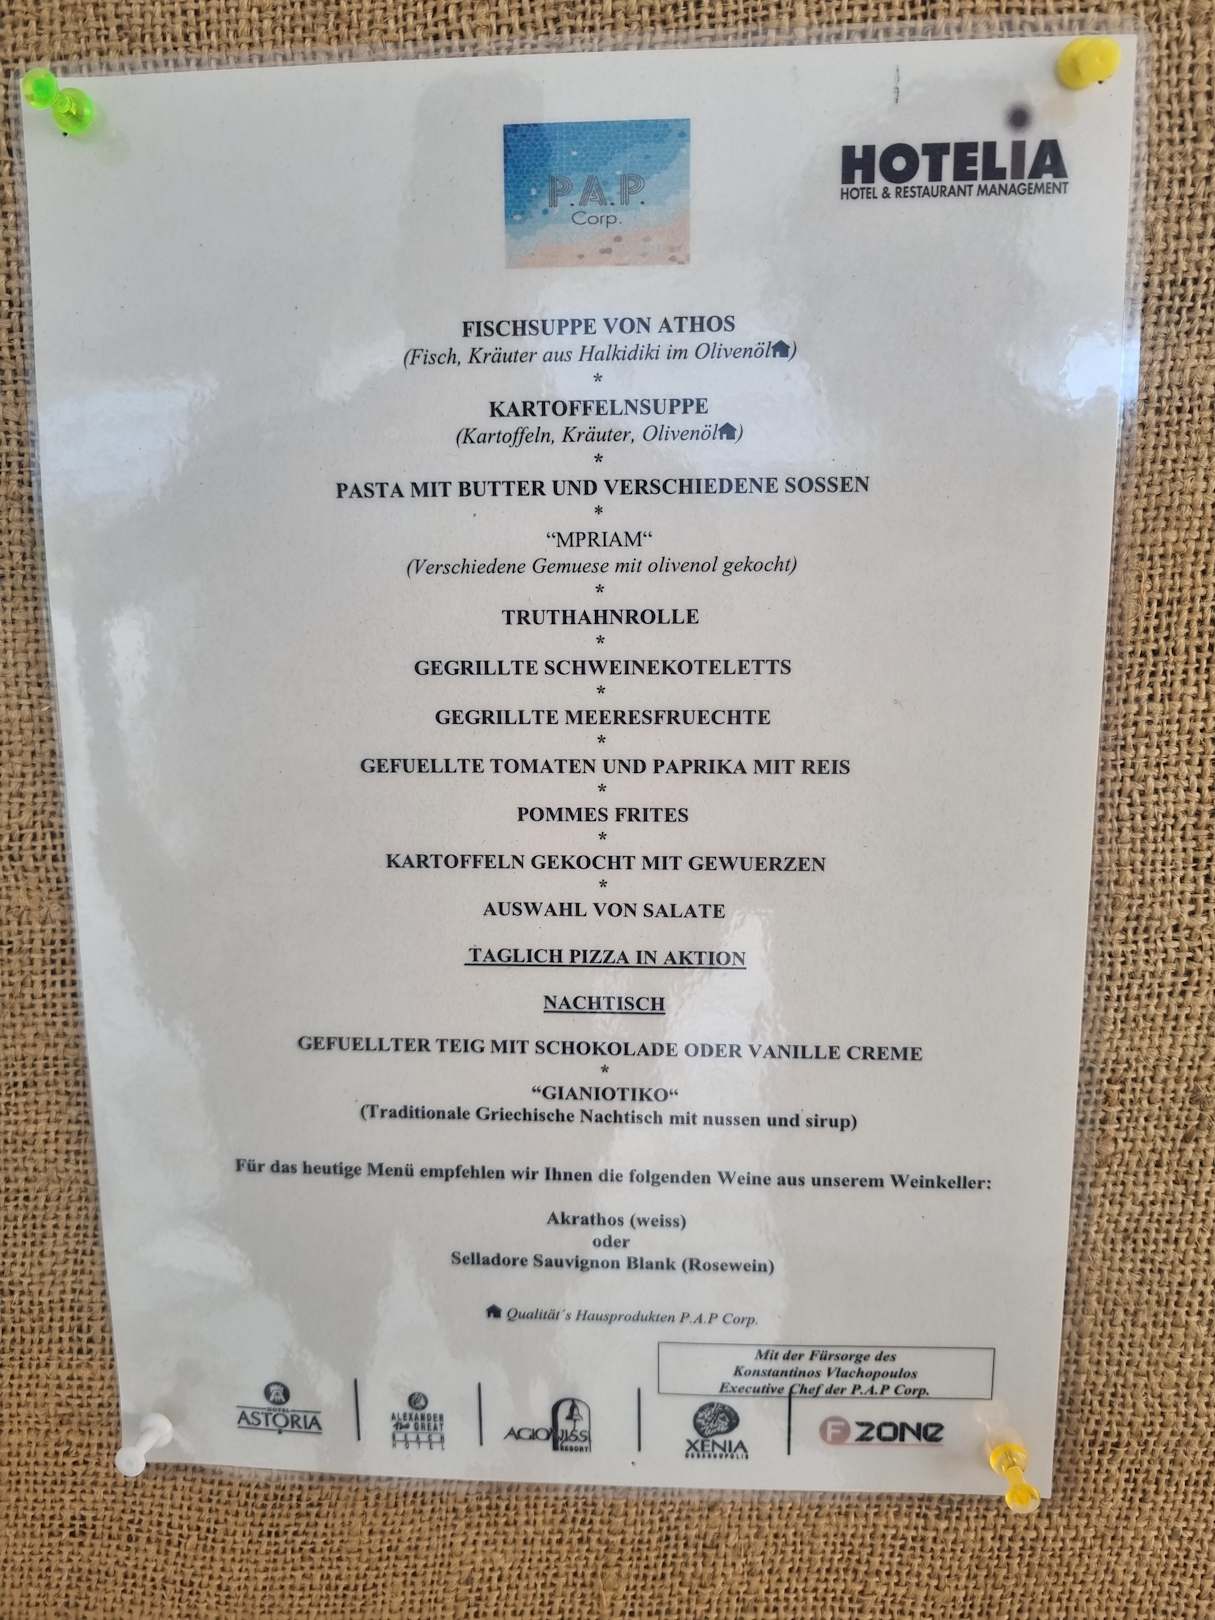 P.A.P.
Corp.
HOTELIA
HOTEL & RESTAURANT MANAGEMENT
FISCHSUPPE VON ATHOS
(Fisch, Kräuter aus Halkidiki im Olivenöl)
*
KARTOFFELNSUPPE
(Kartoffeln, Kräuter, Olivenöl)
*
PASTA MIT BUTTER UND VERSCHIEDENE SOSSEN
*
“MPRIAM“
(Verschiedene Gemuese mit olivenol gekocht)
*
TRUTHAHNROLLE
*
GEGRILLTE SCHWEINEKOTELETTS
*
GEGRILLTE MEERESFRUECHTE
*
GEFUELLTE TOMATEN UND PAPRIKA MIT REIS
*
POMMES FRITES
*
KARTOFFELN GEKOCHT MIT GEWUERZEN
*
AUSWAHL VON SALATE
TAGLICH PIZZA IN AKTION
NACHTISCH
GEFUELLTER TEIG MIT SCHOKOLADE ODER VANILLE CREME
*
“GIANIOTIKO“
(Traditionale Griechische Nachtisch mit nussen und sirup)
Für das heutige Menü empfehlen wir Ihnen die folgenden Weine aus unserem Weinkeller:
Akrathos (weiss)
oder
Selladore Sauvignon Blank (Rosewein)
Qualität´s Hausprodukten P.A.P Corp.
Mit der Fürsorge des
Konstantinos Vlachopoulos
Executive Chef der P.A.P Corp.
HOTEL
ASTORIA
ALEXANDER
the GREAT
BEACH
HOTEL
RESORT
XENIA
F ZONE